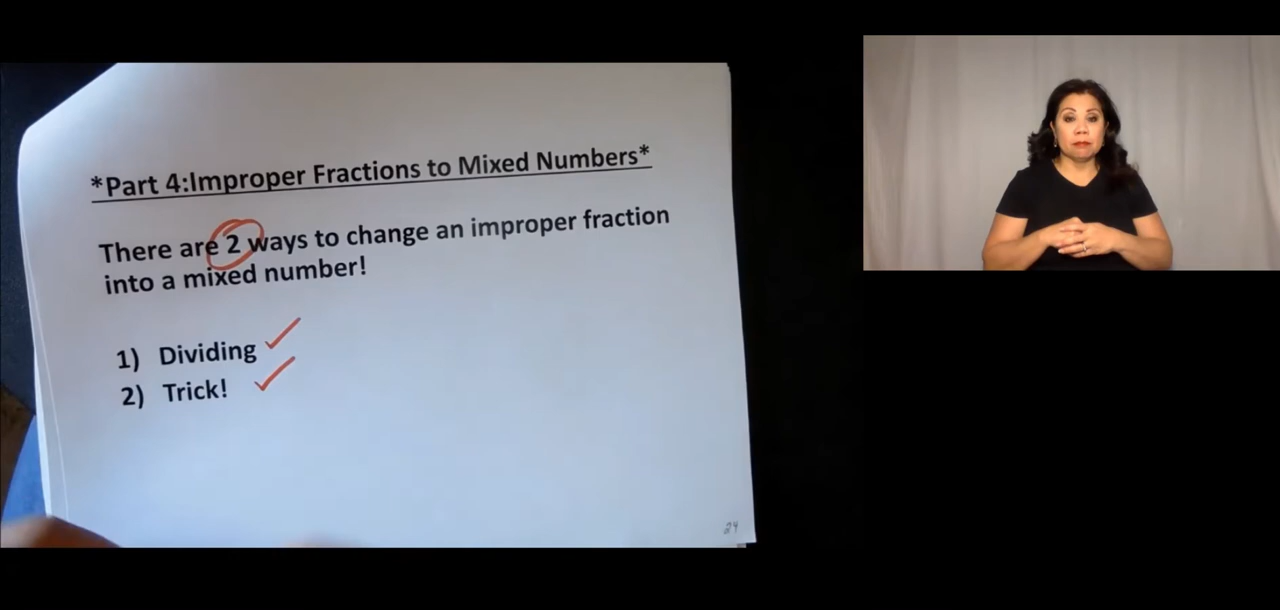 *Part 4:Improper Fractions to Mixed Numbers*
There are 2 ways to change an improper fraction
into a mixed number!
1) Dividing
2) Trick!
24